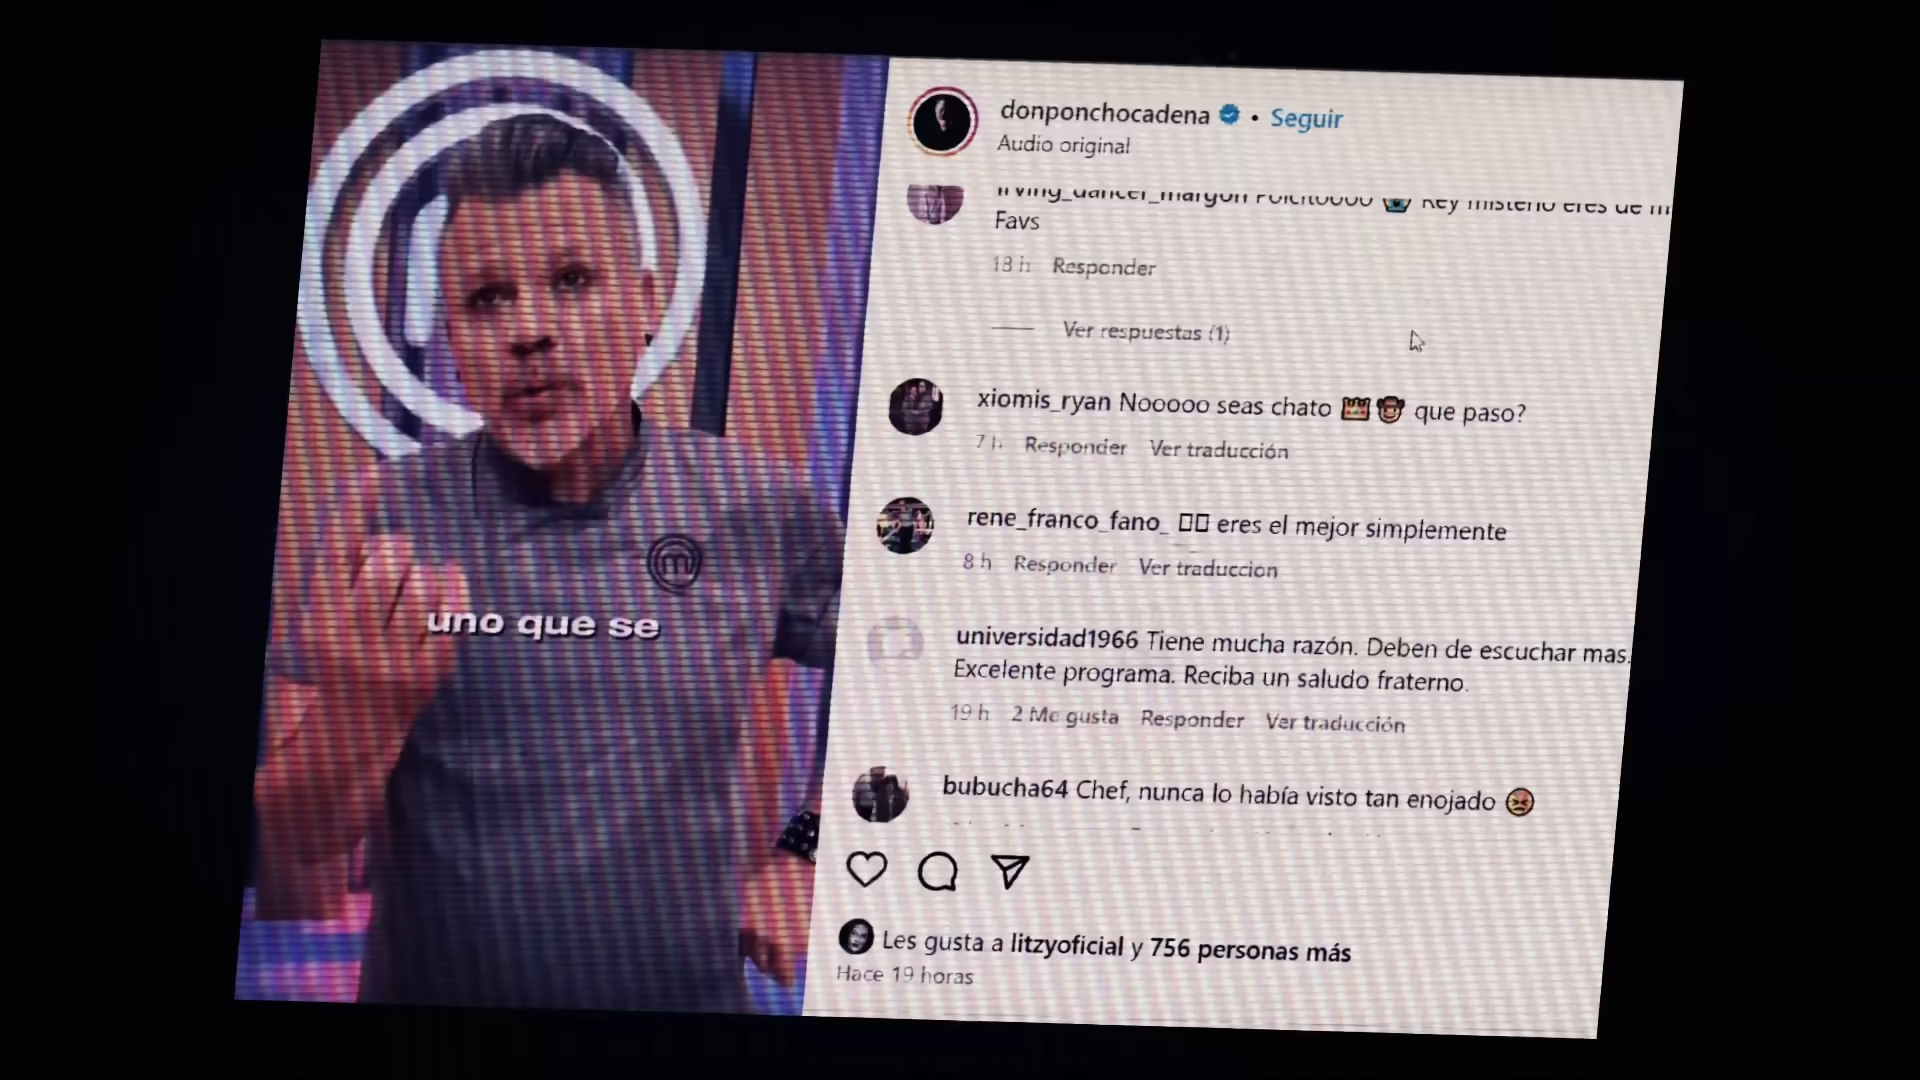 donponchocadena • Seguir
Audio original
Rey misterio eres de m
Favs
18 h Responder
Ver respuestas (1)
xiomis_ryan Nooooo seas chato 👑🤠 que paso?
7 h Responder Ver traducción
rene_franco_fano_ □□ eres el mejor simplemente
8 h Responder Ver traduccion
universidad1966 Tiene mucha razón. Deben de escuchar mas.
Excelente programa. Reciba un saludo fraterno.
19 h 2 Me gusta Responder Ver traducción
bubucha64 Chef, nunca lo había visto tan enojado 😣
Les gusta a litzyoficial y 756 personas más
Hace 19 horas
uno que se